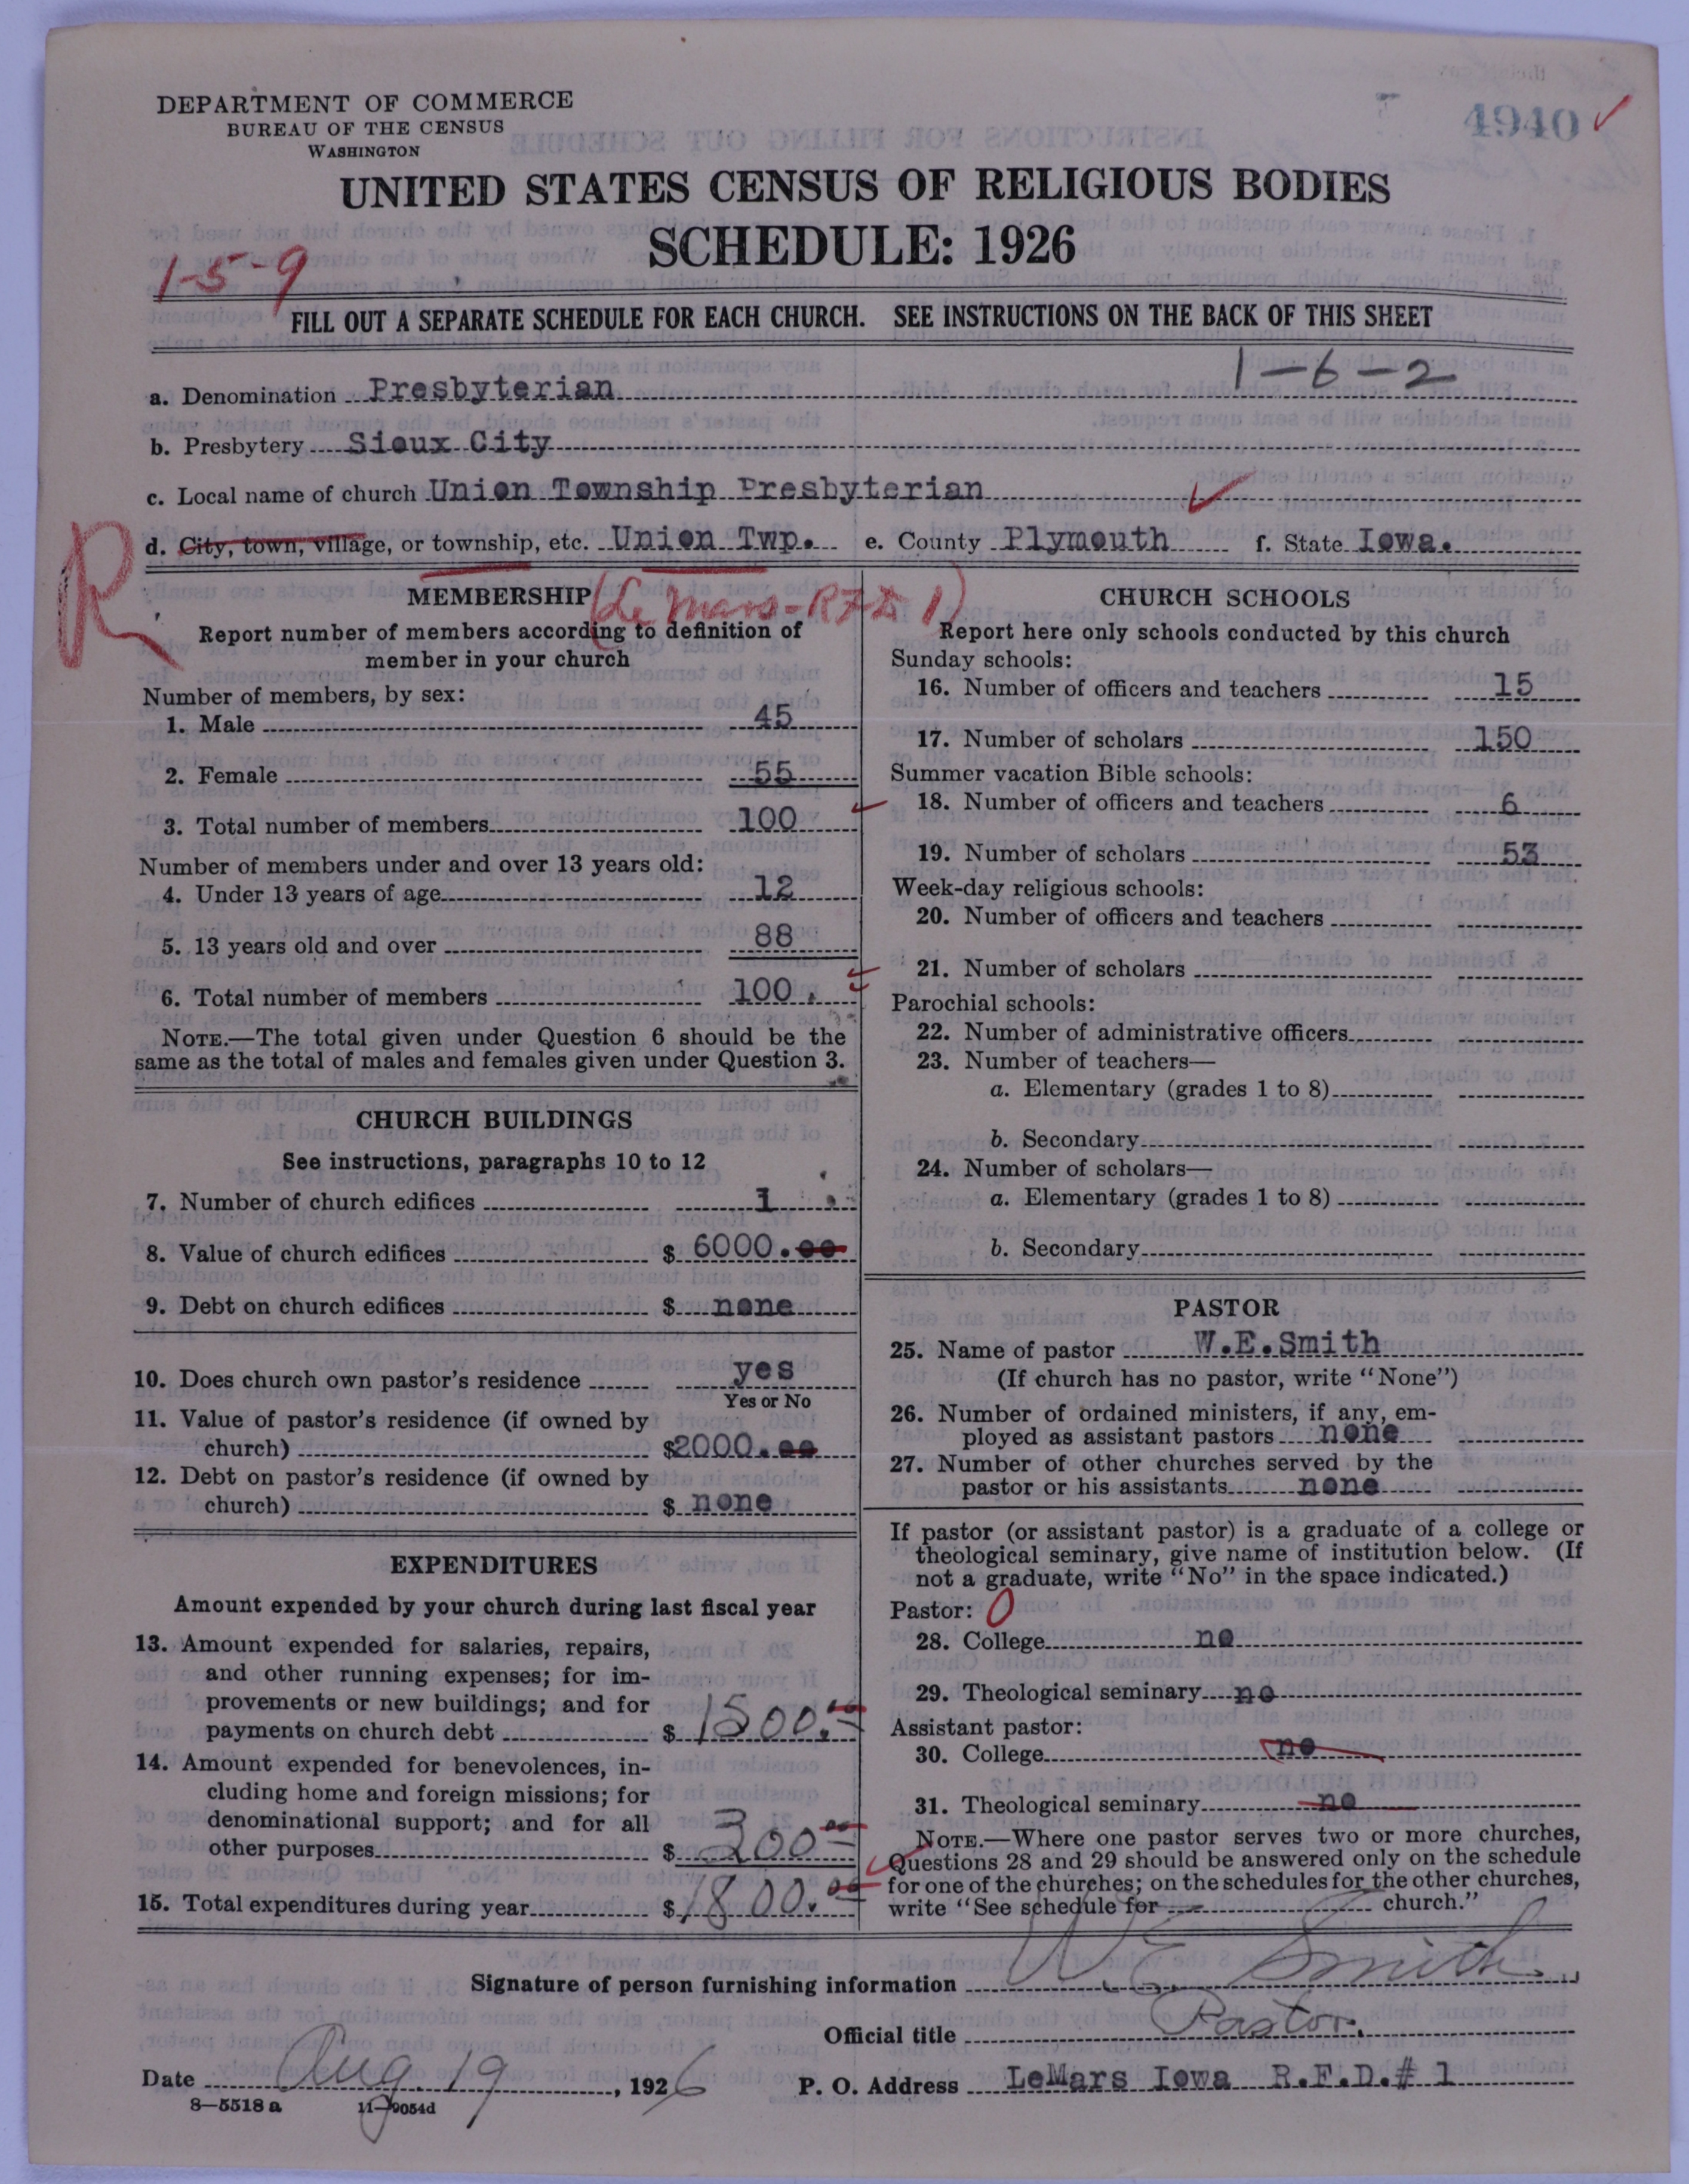 DEPARTMENT OF COMMERCE
BUREAU OF THE CENSUS
WASHINGTON
4940
UNITED STATES CENSUS OF RELIGIOUS BODIES
SCHEDULE: 1926
1-5-9
FILL OUT A SEPARATE SCHEDULE FOR EACH CHURCH. SEE INSTRUCTIONS ON THE BACK OF THIS SHEET
1-6-2
a. Denomination Presbyterian
b. Presbytery Sioux City
c. Local name of church Union Township Presbyterian
R
d. City, town, village, or township, etc. Union Twp. e. County Plymouth f. State Iowa.
(Le Mars-RFD 1)
MEMBERSHIP
Report number of members according to definition of
member in your church
Number of members, by sex:
1. Male 45
2. Female 55
3. Total number of members 100
Number of members under and over 13 years old:
4. Under 13 years of age 12
5. 13 years old and over 88
6. Total number of members 100.
NOTE.—The total given under Question 6 should be the
same as the total of males and females given under Question 3.
CHURCH BUILDINGS
See instructions, paragraphs 10 to 12
7. Number of church edifices 1
8. Value of church edifices $ 6000.00
9. Debt on church edifices $ none
10. Does church own pastor's residence yes
Yes or No
11. Value of pastor's residence (if owned by
church) $2000.00
12. Debt on pastor's residence (if owned by
church) $ none
EXPENDITURES
Amount expended by your church during last fiscal year
13. Amount expended for salaries, repairs,
and other running expenses; for im-
provements or new buildings; and for
payments on church debt $ 1500.00
14. Amount expended for benevolences, in-
cluding home and foreign missions; for
denominational support; and for all
other purposes $ 300 00
15. Total expenditures during year $ 1800.00
CHURCH SCHOOLS
Report here only schools conducted by this church
Sunday schools:
16. Number of officers and teachers 15
17. Number of scholars 150
Summer vacation Bible schools:
18. Number of officers and teachers 6
19. Number of scholars 53
Week-day religious schools:
20. Number of officers and teachers
21. Number of scholars
Parochial schools:
22. Number of administrative officers
23. Number of teachers—
a. Elementary (grades 1 to 8)
b. Secondary
24. Number of scholars—
a. Elementary (grades 1 to 8)
b. Secondary
PASTOR
25. Name of pastor W.E.Smith
(If church has no pastor, write "None")
26. Number of ordained ministers, if any, em-
ployed as assistant pastors none
27. Number of other churches served by the
pastor or his assistants none
If pastor (or assistant pastor) is a graduate of a college or
theological seminary, give name of institution below. (If
not a graduate, write "No" in the space indicated.)
Pastor: 0
28. College no
29. Theological seminary no
Assistant pastor:
30. College no
31. Theological seminary no
NOTE.—Where one pastor serves two or more churches,
Questions 28 and 29 should be answered only on the schedule
for one of the churches; on the schedules for the other churches,
write "See schedule for church."
Signature of person furnishing information W E Smith
Official title Pastor.
Date Aug. 19, 1926 P. O. Address LeMars Iowa R.F.D.# 1
8—5518 a 11—9054d